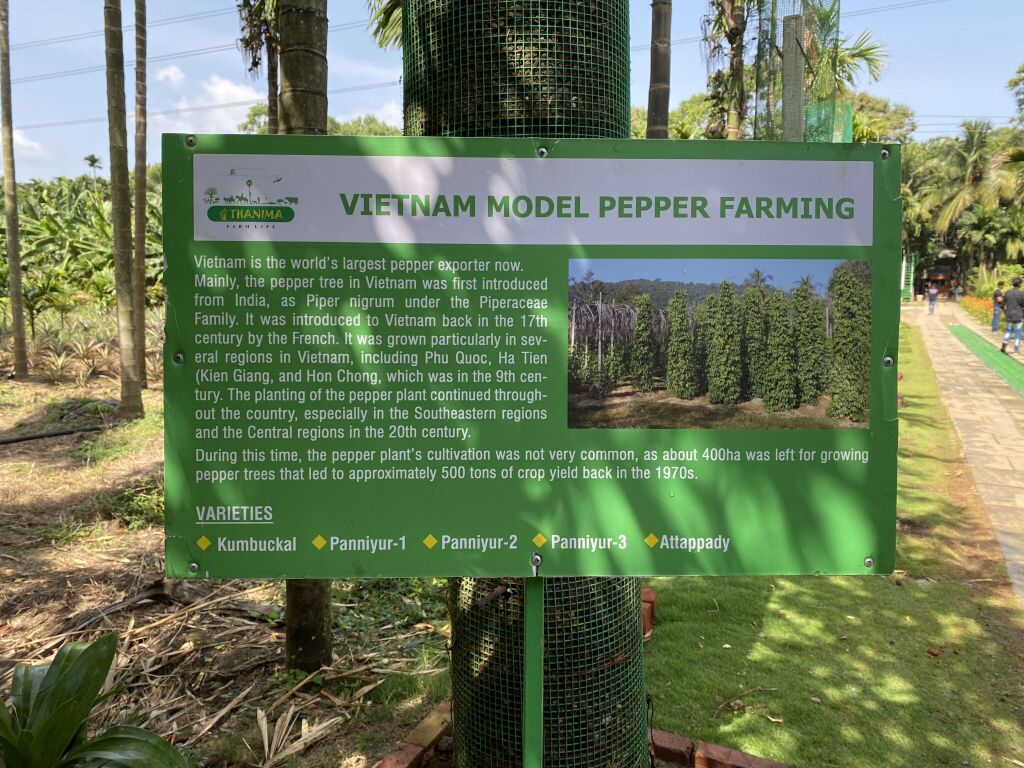 THANIMA
FARM LIFE
VIETNAM MODEL PEPPER FARMING
Vietnam is the world's largest pepper exporter now.
Mainly, the pepper tree in Vietnam was first introduced
from India, as Piper nigrum under the Piperaceae
Family. It was introduced to Vietnam back in the 17th
century by the French. It was grown particularly in sev-
eral regions in Vietnam, including Phu Quoc, Ha Tien
(Kien Giang, and Hon Chong, which was in the 9th cen-
tury. The planting of the pepper plant continued through-
out the country, especially in the Southeastern regions
and the Central regions in the 20th century.
During this time, the pepper plant's cultivation was not very common, as about 400ha was left for growing
pepper trees that led to approximately 500 tons of crop yield back in the 1970s.
VARIETIES
Kumbuckal Panniyur-1 Panniyur-2 Panniyur-3 Attappady